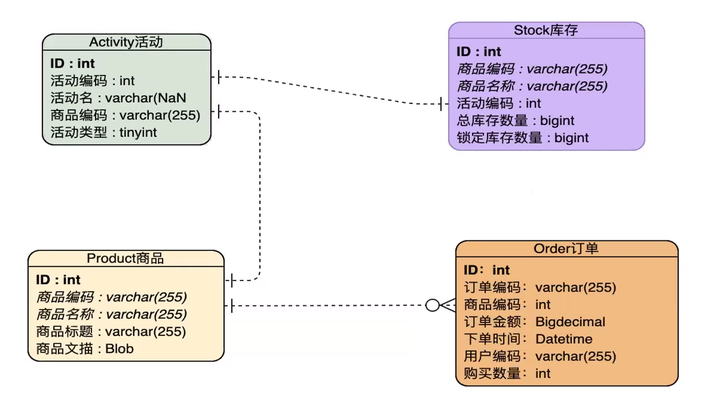 Activity活动
ID : int
活动编码 : int
活动名 : varchar(NaN
商品编码 : varchar(255)
活动类型 : tinyint
Stock库存
ID : int
商品编码 : varchar(255)
商品名称 : varchar(255)
活动编码 : int
总库存数量 : bigint
锁定库存数量 : bigint
Product商品
ID : int
商品编码 : varchar(255)
商品名称 : varchar(255)
商品标题 : varchar(255)
商品文描 : Blob
Order订单
ID： int
订单编码： varchar(255)
商品编码： int
订单金额： Bigdecimal
下单时间： Datetime
用户编码： varchar(255)
购买数量： int